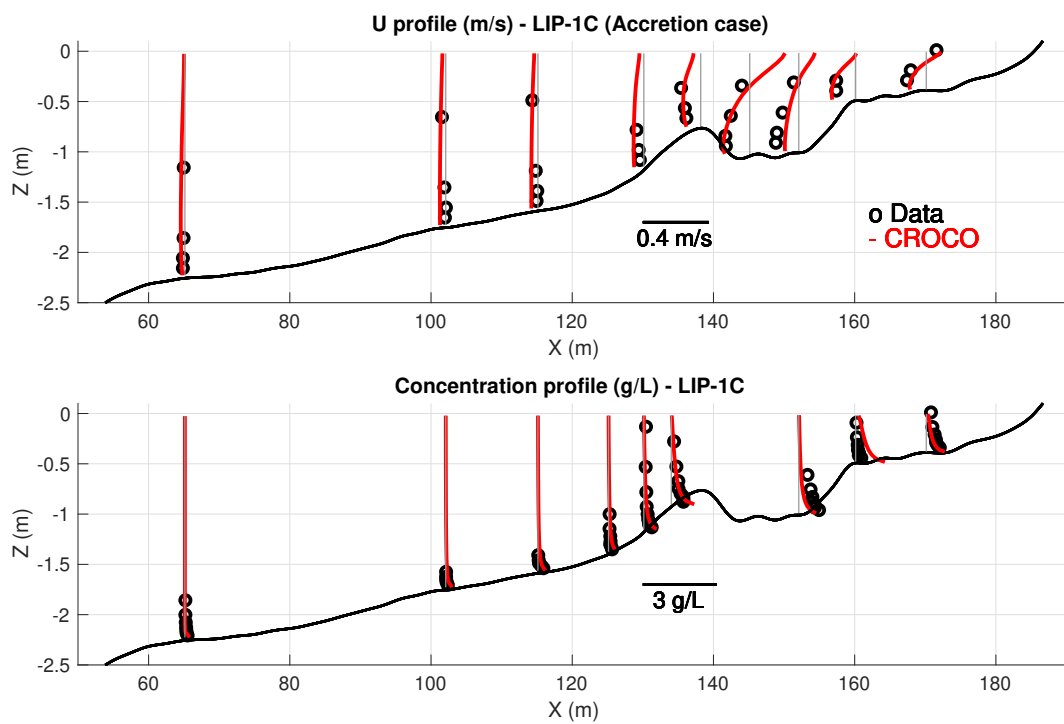 U profile (m/s) - LIP-1C (Accretion case)
0
-0.5
-1
-1.5
-2
-2.5
Z (m)
0.4 m/s
o Data
- CROCO
60
80
100
120
140
160
180
X (m)
Concentration profile (g/L) - LIP-1C
0
-0.5
-1
-1.5
-2
-2.5
Z (m)
3 g/L
60
80
100
120
140
160
180
X (m)